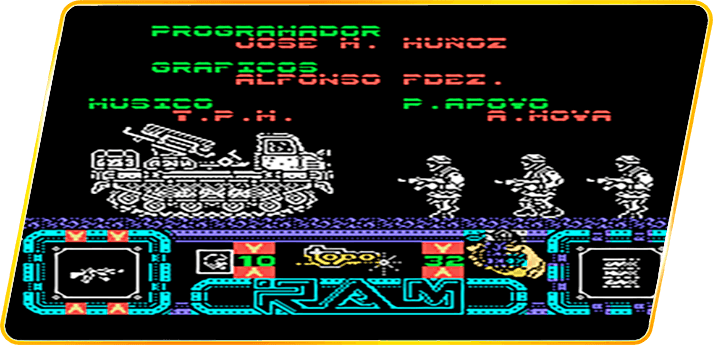 PROGRAMADOR
JOSE M. MUÑOZ
GRAFICOS
ALFONSO FDEZ.
MUSICO P.APOYO
T.P.M. A.MOYA
10 topo 32
RAM